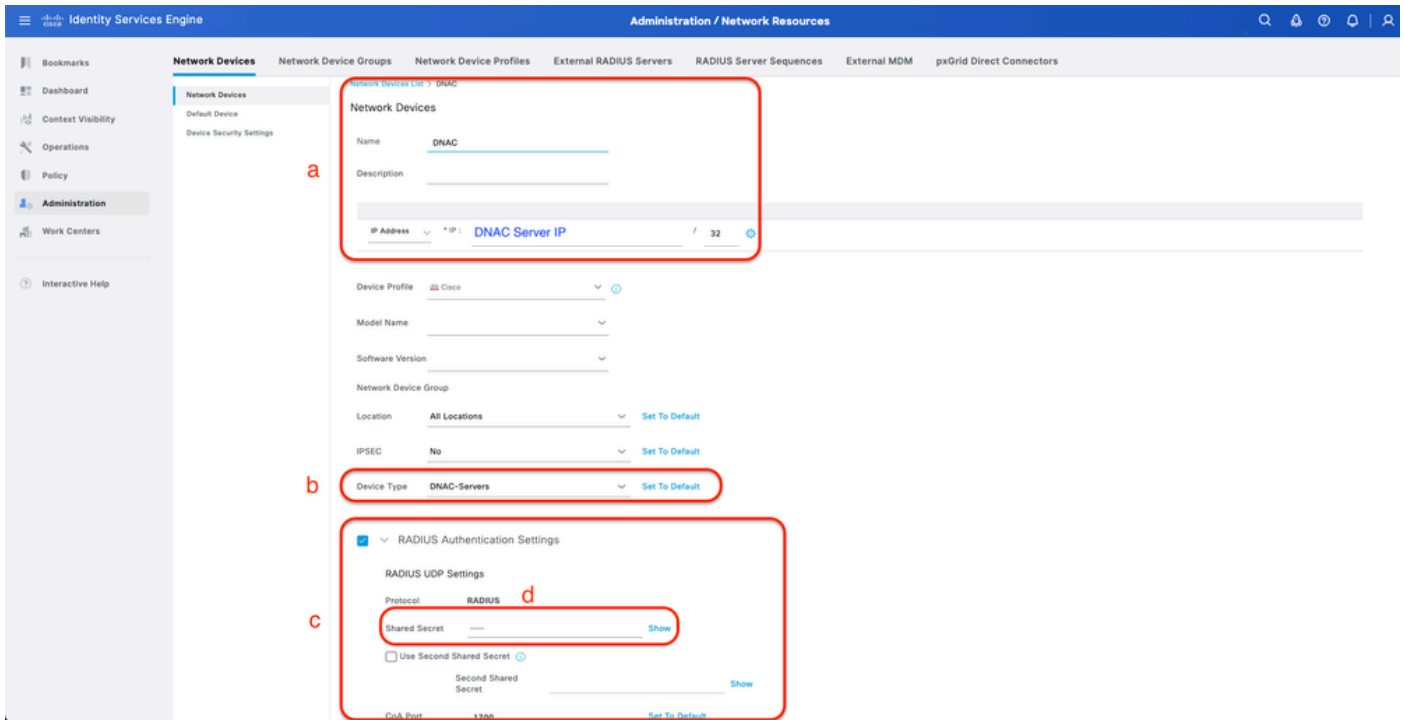 cisco Identity Services Engine
Administration / Network Resources
Bookmarks
Dashboard
Context Visibility
Operations
Policy
Administration
Work Centers
Interactive Help
Network Devices Network Device Groups Network Device Profiles External RADIUS Servers RADIUS Server Sequences External MDM pxGrid Direct Connectors
Network Devices
Default Device
Device Security Settings
Network Devices List > DNAC
Network Devices
Name DNAC
a
Description
IP Address * IP : DNAC Server IP / 32
Device Profile Cisco
Model Name
Software Version
Network Device Group
Location All Locations Set To Default
IPSEC No Set To Default
b
Device Type DNAC-Servers Set To Default
RADIUS Authentication Settings
RADIUS UDP Settings
Protocol RADIUS d
c
Shared Secret Show
Use Second Shared Secret
Second Shared
Secret
Show
CoA Port 1700 Set To Default